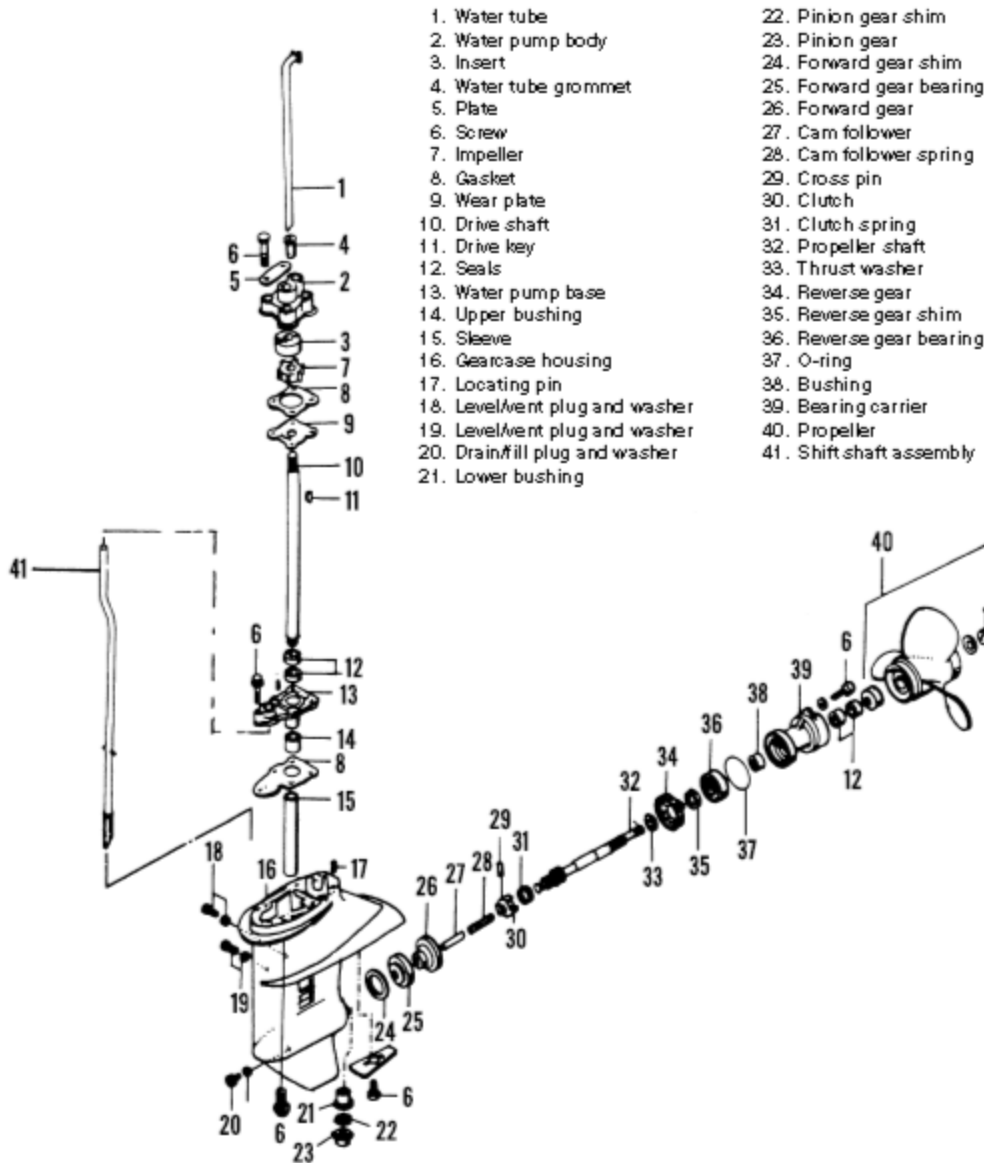 1. Water tube
2. Water pump body
3. Insert
4. Water tube grommet
5. Plate
6. Screw
7. Impeller
8. Gasket
9. Wear plate
10. Drive shaft
11. Drive key
12. Seals
13. Water pump base
14. Upper bushing
15. Sleeve
16. Gearcase housing
17. Locating pin
18. Level/vent plug and washer
19. Level/vent plug and washer
20. Drain/fill plug and washer
21. Lower bushing
22. Pinion gear shim
23. Pinion gear
24. Forward gear shim
25. Forward gear bearing
26. Forward gear
27. Cam follower
28. Cam follower spring
29. Cross pin
30. Clutch
31. Clutch spring
32. Propeller shaft
33. Thrust washer
34. Reverse gear
35. Reverse gear shim
36. Reverse gear bearing
37. O-ring
38. Bushing
39. Bearing carrier
40. Propeller
41. Shift shaft assembly
1
6
4
5
2
3
7
8
9
10
11
41
40
6
12
13
6
39
38
14
36
8
34
12
15
32
29
31
37
18
16
17
28
35
27
33
26
30
19
25
24
20
6
21
6
22
23